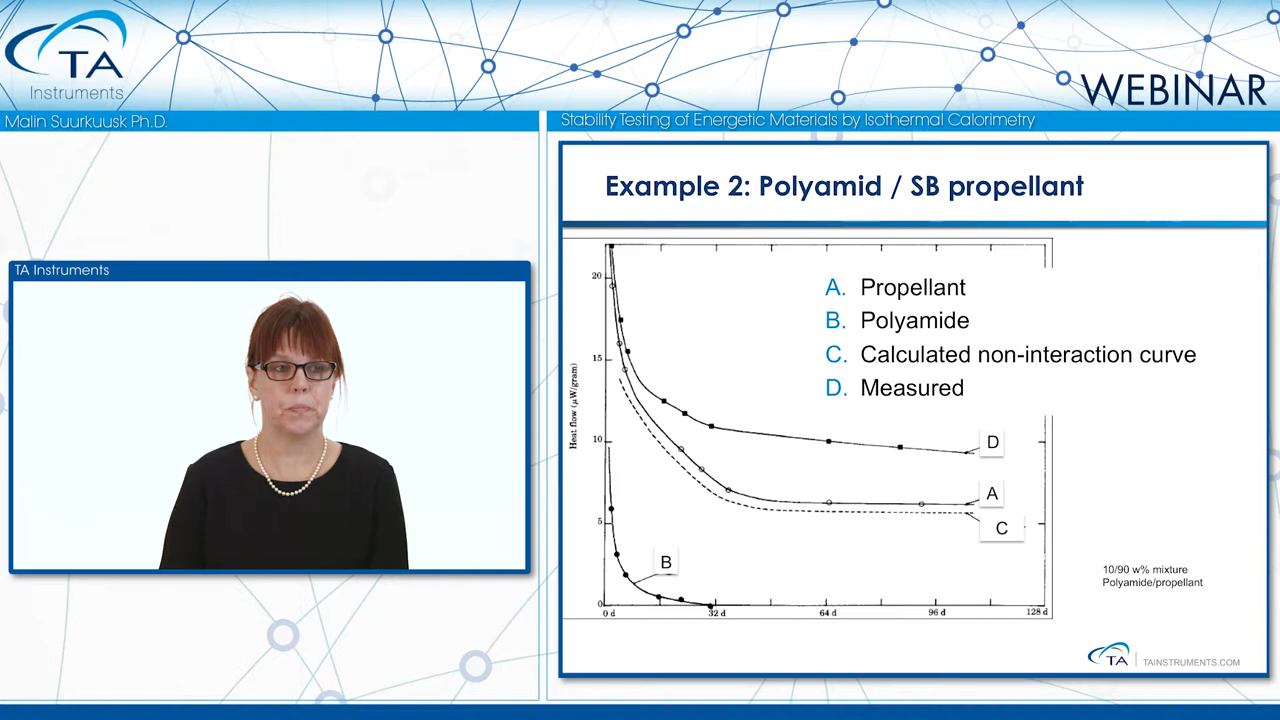 TA
Instruments
WEBINAR
Malin Suurkuusk Ph.D.
Stability Testing of Energetic Materials by Isothermal Calorimetry
TA Instruments
Example 2: Polyamid / SB propellant
A. Propellant
B. Polyamide
C. Calculated non-interaction curve
D. Measured
Heat flow (μW/gram)
20
15
10
5
0
0 d
32 d
64 d
96 d
128 d
D
A
C
B
10/90 w% mixture
Polyamide/propellant
TA
TAINSTRUMENTS.COM